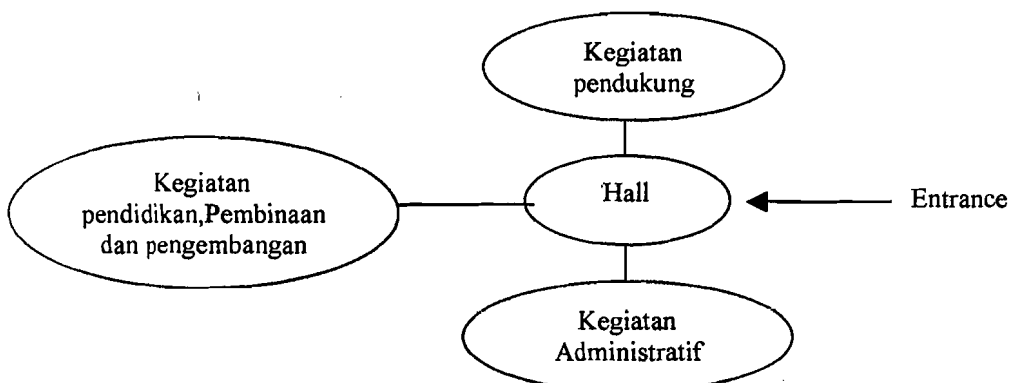 Kegiatan
pendukung
Kegiatan
pendidikan,Pembinaan
dan pengembangan
Hall
Entrance
Kegiatan
Administratif